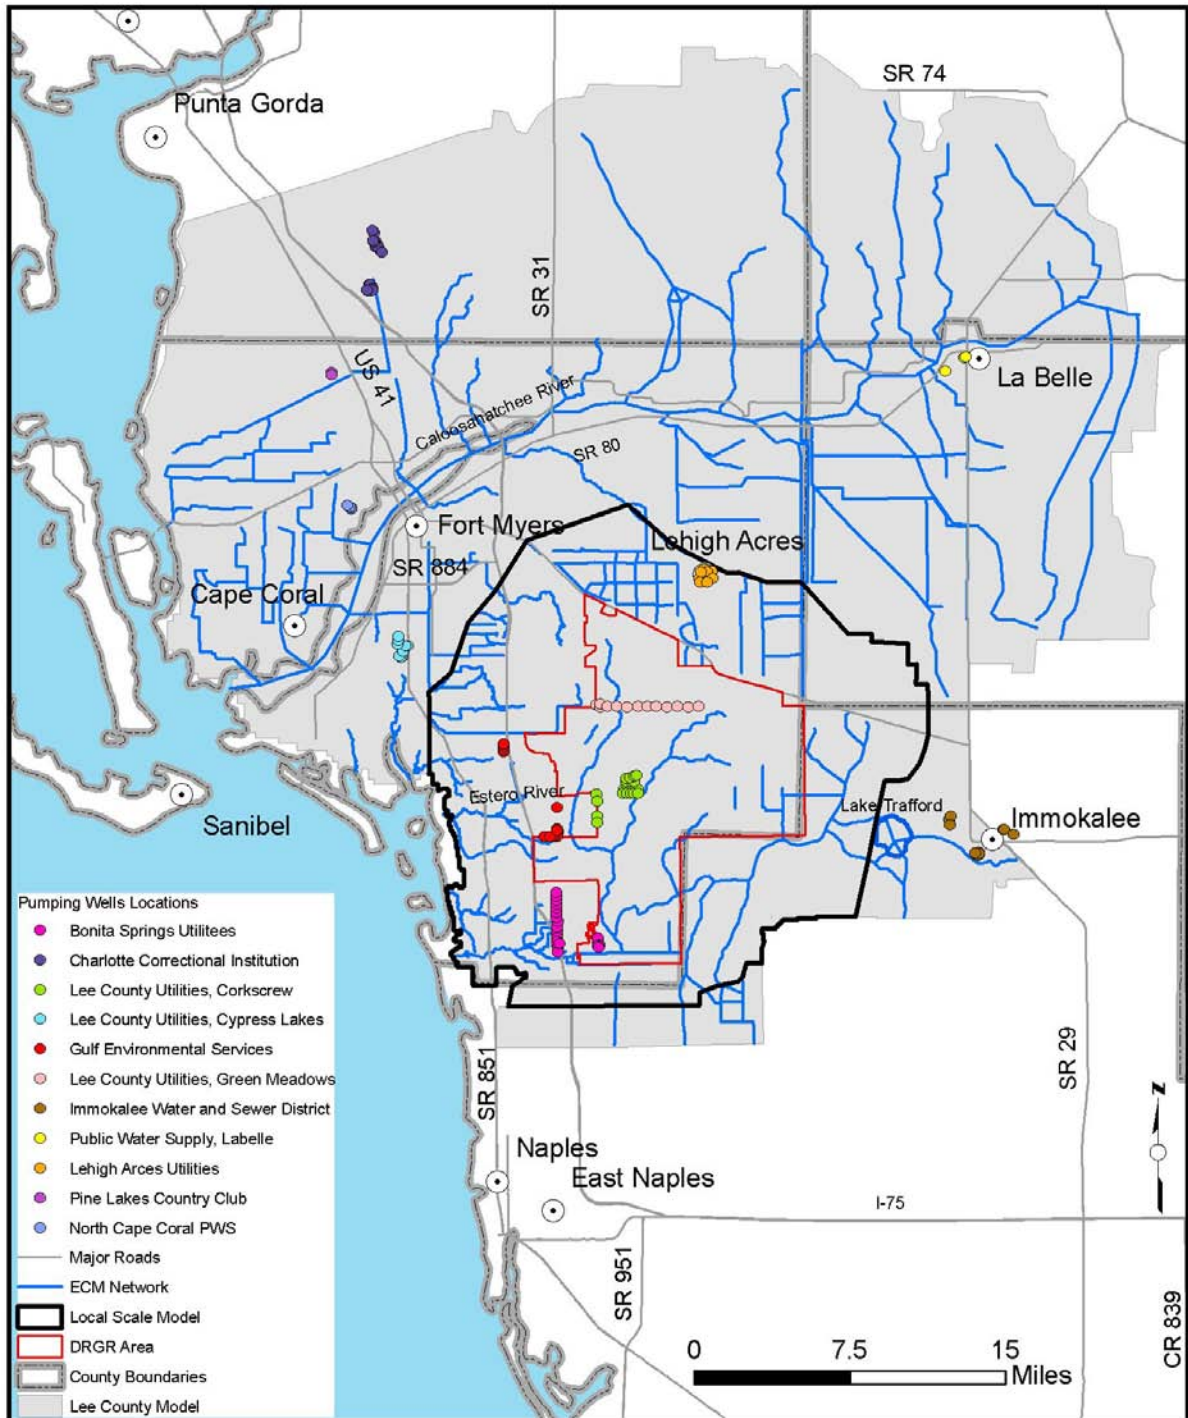 SR 74
Punta Gorda
SR 31
US 41
La Belle
Caloosahatchee River
SR 80
Fort Myers
Lehigh Acres
SR 884
Cape Coral
Estero River
Lake Trafford
Sanibel
Immokalee
Pumping Wells Locations
Bonita Springs Utilitees
Charlotte Correctional Institution
Lee County Utilities, Corkscrew
Lee County Utilities, Cypress Lakes
Gulf Environmental Services
Lee County Utilities, Green Meadows
Immokalee Water and Sewer District
Public Water Supply, Labelle
Lehigh Arces Utilities
Pine Lakes Country Club
North Cape Coral PWS
Major Roads
ECM Network
Local Scale Model
DRGR Area
County Boundaries
Lee County Model
SR 851
SR 29
Naples
East Naples
I-75
SR 951
CR 839
N
0 7.5 15
Miles